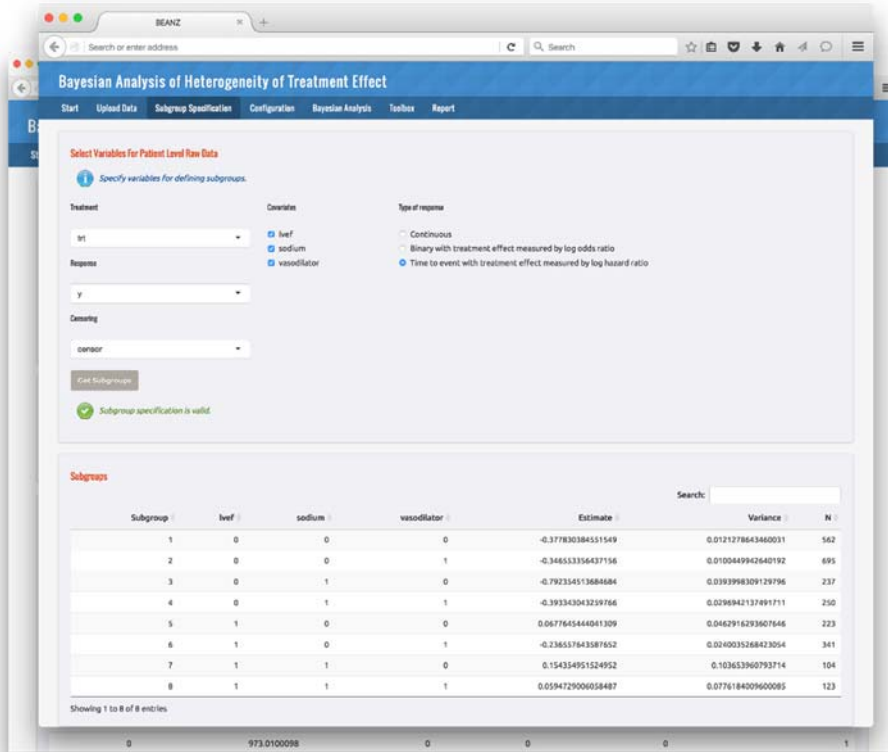 BEANZ
Search or enter address
Search
Bayesian Analysis of Heterogeneity of Treatment Effect
Start Upload Data Subgroup Specification Configuration Bayesian Analysis Toolbox Report
Select Variables For Patient Level Raw Data
Specify variables for defining subgroups.
Treatment Covariates Type of response
trt lvef Continuous
sodium Binary with treatment effect measured by log odds ratio
Response vasodilator Time to event with treatment effect measured by log hazard ratio
y
Censoring
censor
Get Subgroups
Subgroup specification is valid.
Subgroups
Search:
Subgroup lvef sodium vasodilator Estimate Variance N
1 0 0 0 -0.377830384551549 0.0121278643460031 562
2 0 0 1 -0.346553356437156 0.0100449942640192 695
3 0 1 0 -0.792354513684684 0.0393998309129796 237
4 0 1 1 -0.393343043259766 0.0296942137491711 250
5 1 0 0 0.0677645444041309 0.0462916293607646 223
6 1 0 1 -0.236557643587652 0.0240035268423054 341
7 1 1 0 0.154354951524952 0.103653960793714 104
8 1 1 1 0.0594729006058487 0.0776184009600085 123
Showing 1 to 8 of 8 entries
0 973.0100098 0 0 0 1